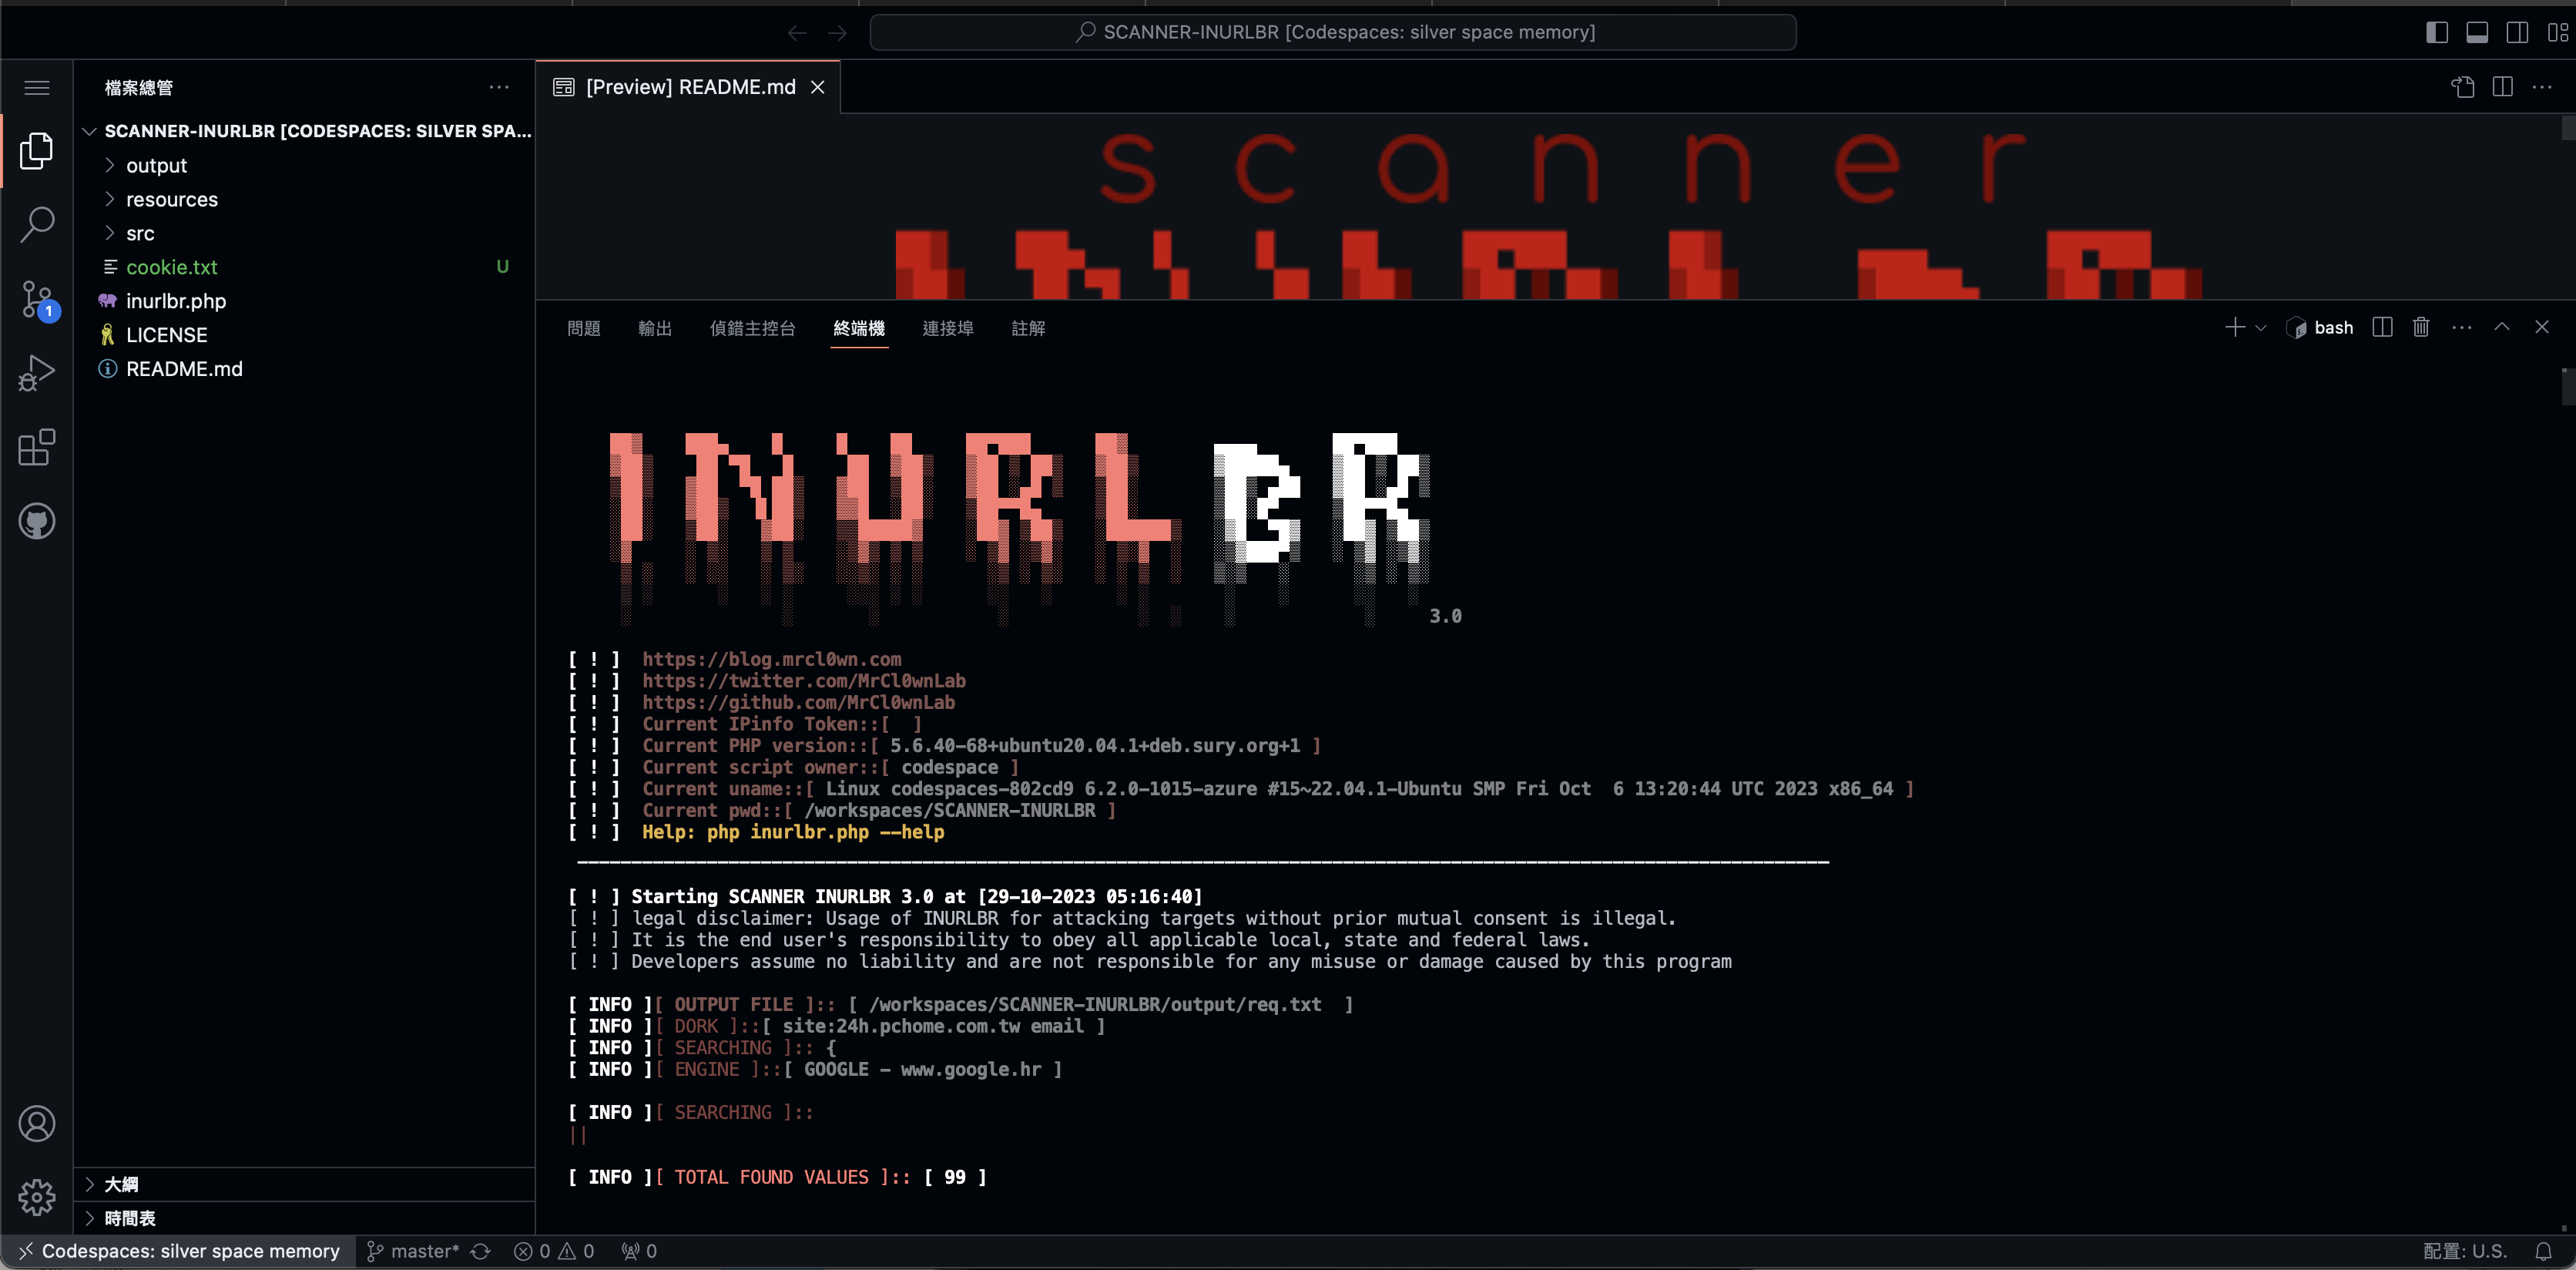 SCANNER-INURLBR [Codespaces: silver space memory]
檔案總管
SCANNER-INURLBR [CODESPACES: SILVER SPA...
output
resources
src
cookie.txt U
inurlbr.php
LICENSE
README.md
1
大綱
時間表
[Preview] README.md
scanner
問題 輸出 偵錯主控台 終端機 連接埠 註解
bash
INURLBR
3.0
[ ! ] https://blog.mrcl0wn.com
[ ! ] https://twitter.com/MrCl0wnLab
[ ! ] https://github.com/MrCl0wnLab
[ ! ] Current IPinfo Token::[  ]
[ ! ] Current PHP version::[ 5.6.40-68+ubuntu20.04.1+deb.sury.org+1 ]
[ ! ] Current script owner::[ codespace ]
[ ! ] Current uname::[ Linux codespaces-802cd9 6.2.0-1015-azure #15~22.04.1-Ubuntu SMP Fri Oct  6 13:20:44 UTC 2023 x86_64 ]
[ ! ] Current pwd::[ /workspaces/SCANNER-INURLBR ]
[ ! ] Help: php inurlbr.php --help
[ ! ] Starting SCANNER INURLBR 3.0 at [29-10-2023 05:16:40]
[ ! ] legal disclaimer: Usage of INURLBR for attacking targets without prior mutual consent is illegal.
[ ! ] It is the end user's responsibility to obey all applicable local, state and federal laws.
[ ! ] Developers assume no liability and are not responsible for any misuse or damage caused by this program
[ INFO ][ OUTPUT FILE ]:: [ /workspaces/SCANNER-INURLBR/output/req.txt  ]
[ INFO ][ DORK ]::[ site:24h.pchome.com.tw email ]
[ INFO ][ SEARCHING ]:: {
[ INFO ][ ENGINE ]::[ GOOGLE - www.google.hr ]
[ INFO ][ SEARCHING ]::
||
[ INFO ][ TOTAL FOUND VALUES ]:: [ 99 ]
Codespaces: silver space memory master* 0 0 0 配置: U.S.